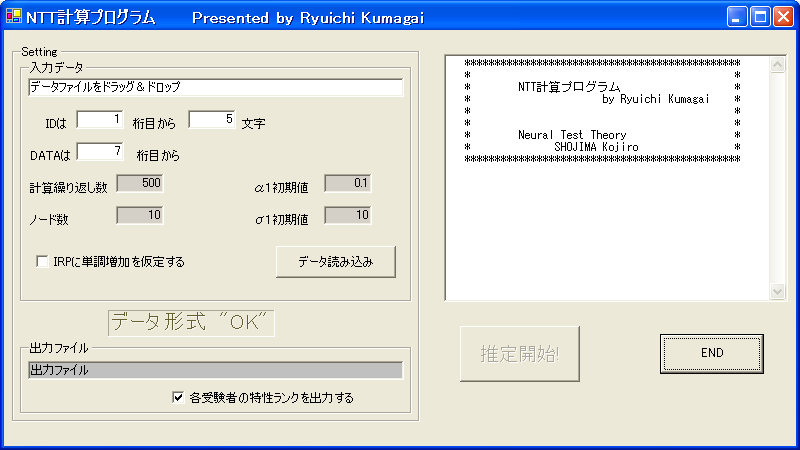 NTT計算プログラム Presented by Ryuichi Kumagai
Setting
入力データ
データファイルをドラッグ＆ドロップ
IDは 1 桁目から 5 文字
DATAは 7 桁目から
計算繰り返し数 500 α1初期値 0.1
ノード数 10 σ1初期値 10
IRPに単調増加を仮定する
データ読み込み
データ形式 "OK"
出力ファイル
出力ファイル
各受験者の特性ランクを出力する
**********************************************
* *
* NTT計算プログラム *
* by Ryuichi Kumagai *
* *
* *
* Neural Test Theory *
* SHOJIMA Kojiro *
**********************************************
推定開始!
END